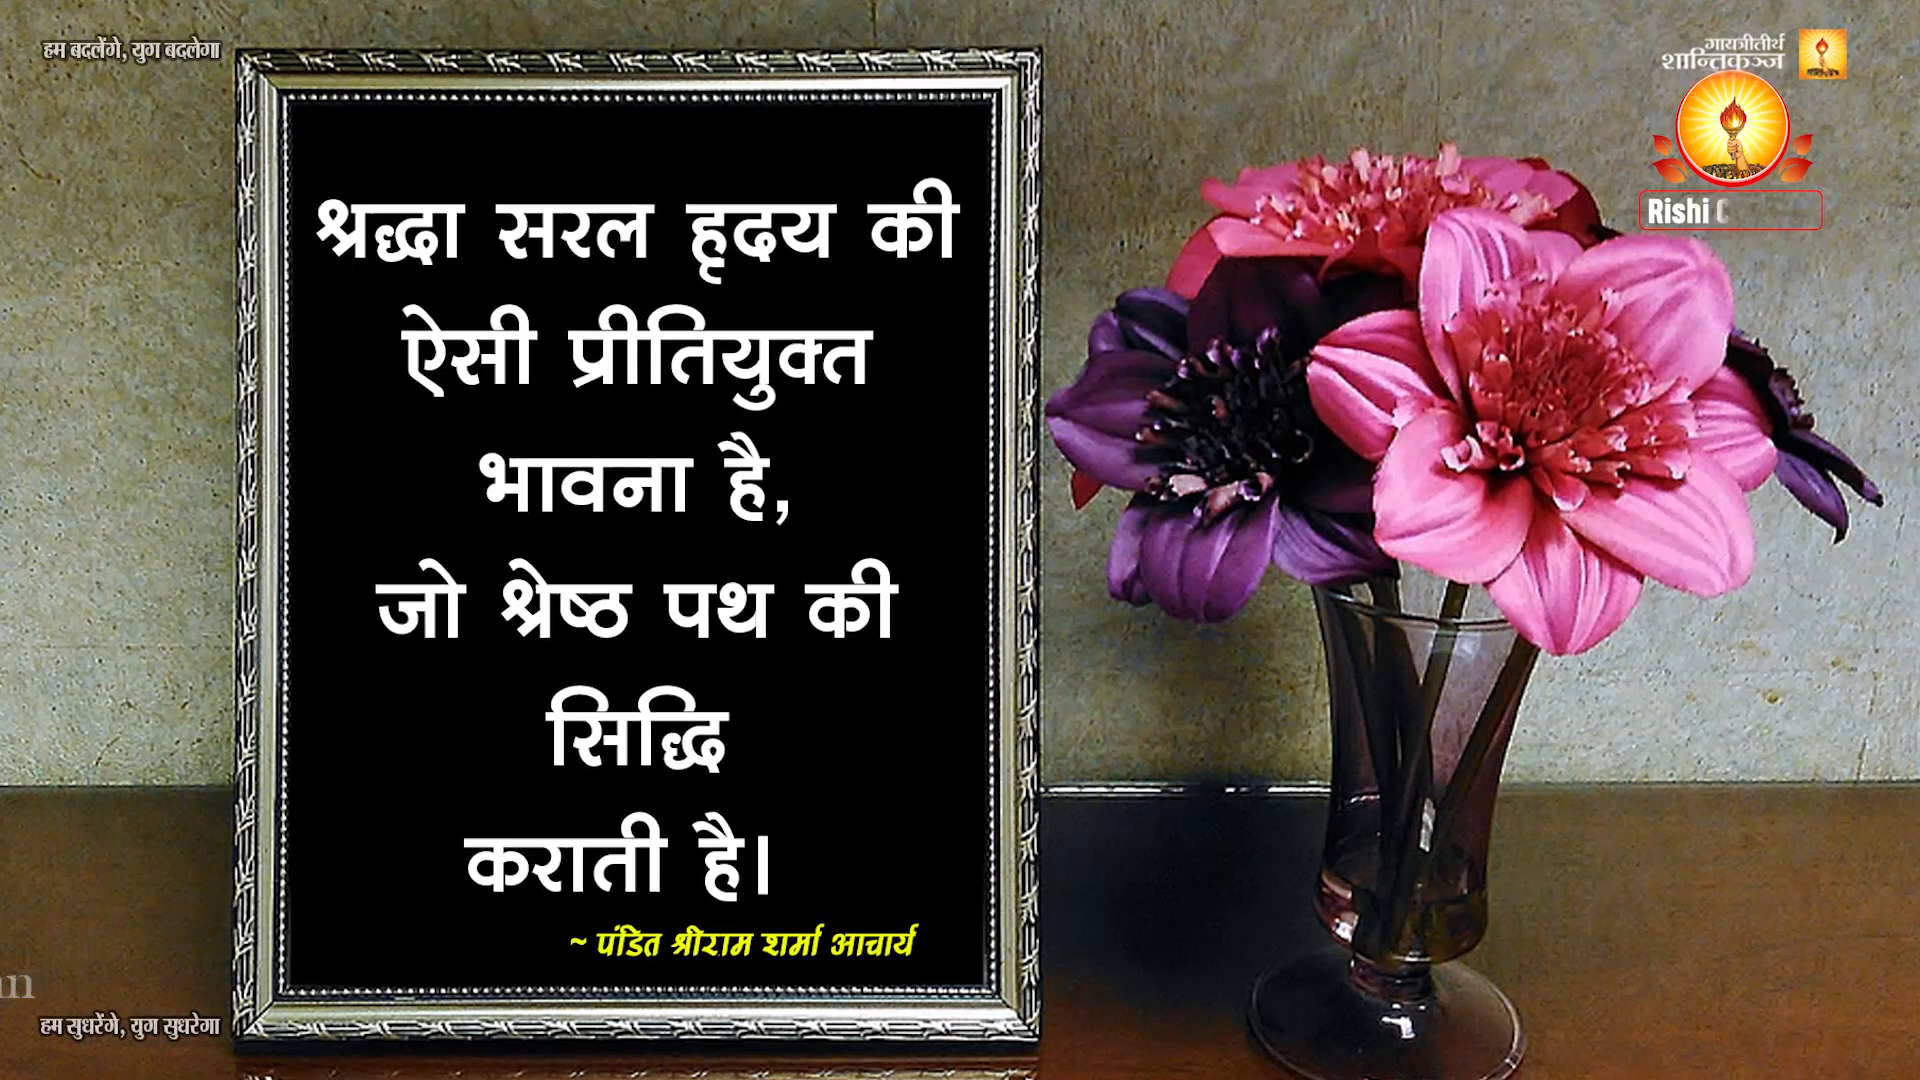 हम बदलेंगे, युग बदलेगा
गायत्रीतीर्थ
शान्तिकुञ्ज
Rishi
श्रद्धा सरल हृदय की
ऐसी प्रीतियुक्त
भावना है,
जो श्रेष्ठ पथ की
सिद्धि
कराती है।
~ पंडित श्रीराम शर्मा आचार्य
हम सुधरेंगे, युग सुधरेगा